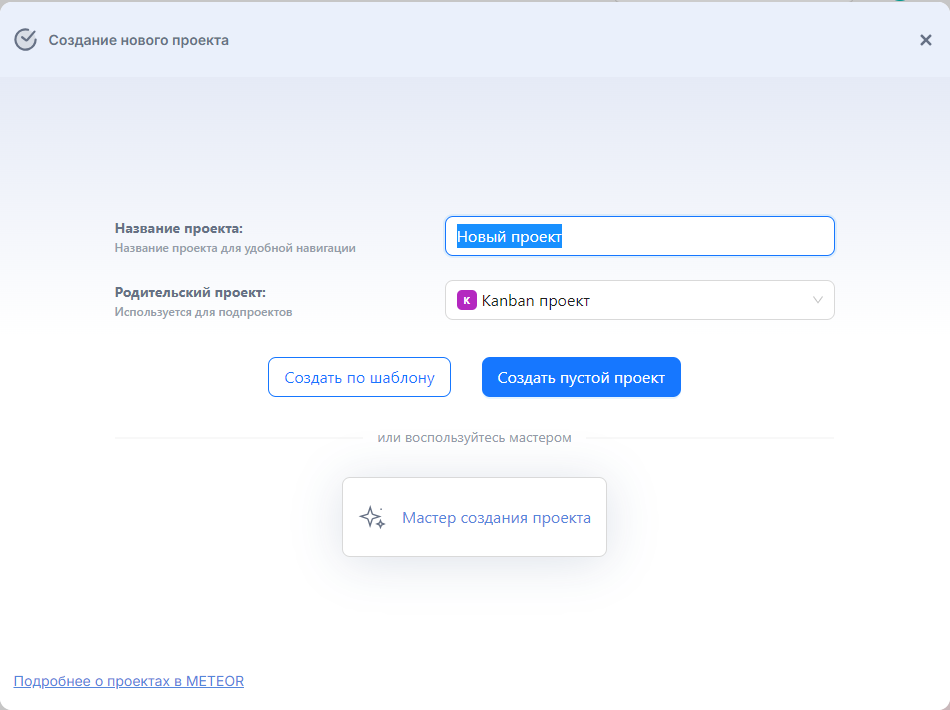 Создание нового проекта
Название проекта:
Название проекта для удобной навигации
Новый проект
Родительский проект:
Используется для подпроектов
K Kanban проект
Создать по шаблону
Создать пустой проект
или воспользуйтесь мастером
Мастер создания проекта
Подробнее о проектах в METEOR